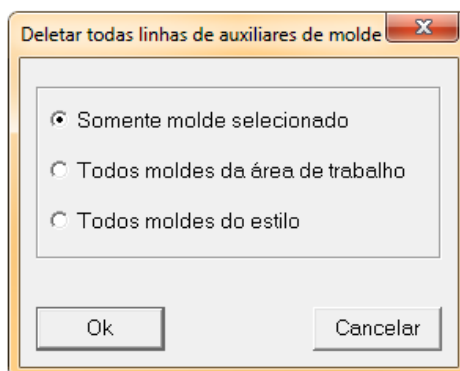 Deletar todas linhas de auxiliares de molde
Somente molde selecionado
Todos moldes da área de trabalho
Todos moldes do estilo
Ok Cancelar